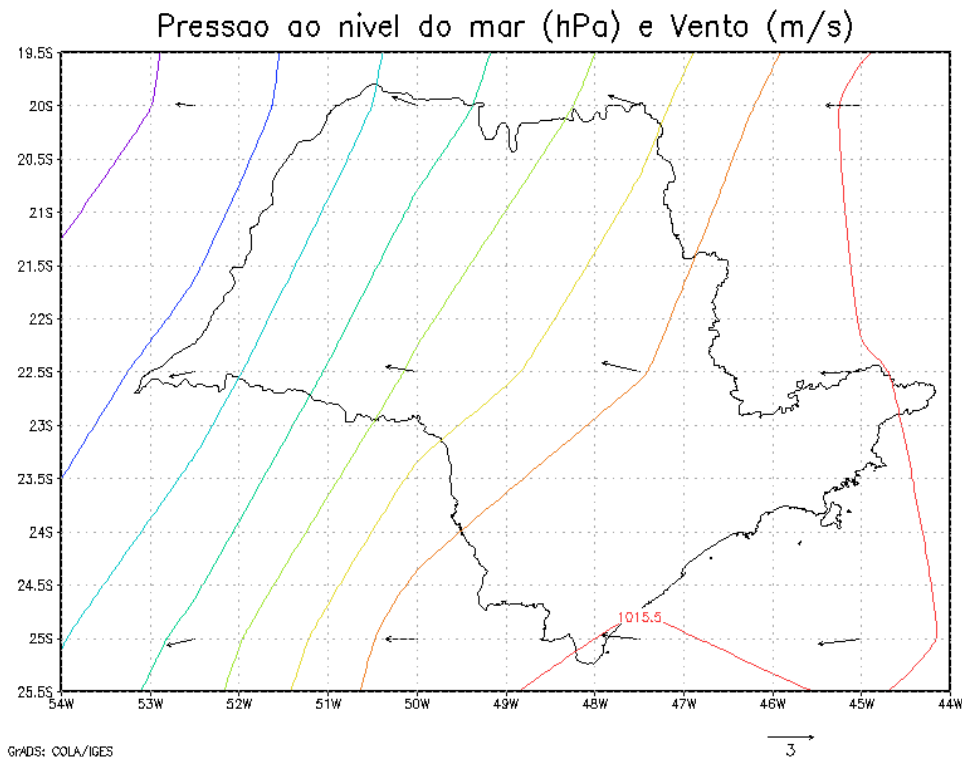 Pressao ao nivel do mar (hPa) e Vento (m/s)
19.5S
20S
20.5S
21S
21.5S
22S
22.5S
23S
23.5S
24S
24.5S
25S
25.5S
1015.5
54W 53W 52W 51W 50W 49W 48W 47W 46W 45W 44W
3
GrADS: COLA/IGES